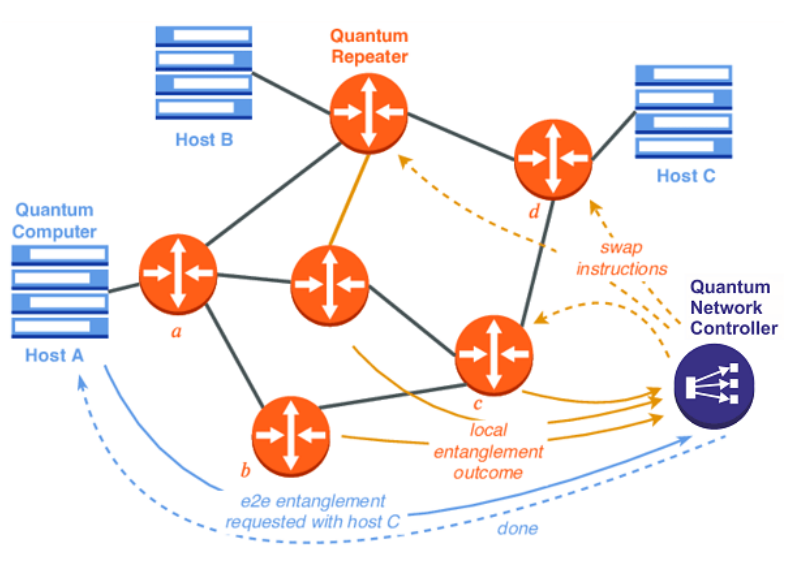 Quantum
Repeater
Host B
Host C
Quantum
Computer
d
swap
instructions
Quantum
Network
Controller
a
Host A
c
local
entanglement
outcome
b
e2e entanglement
requested with host C
done